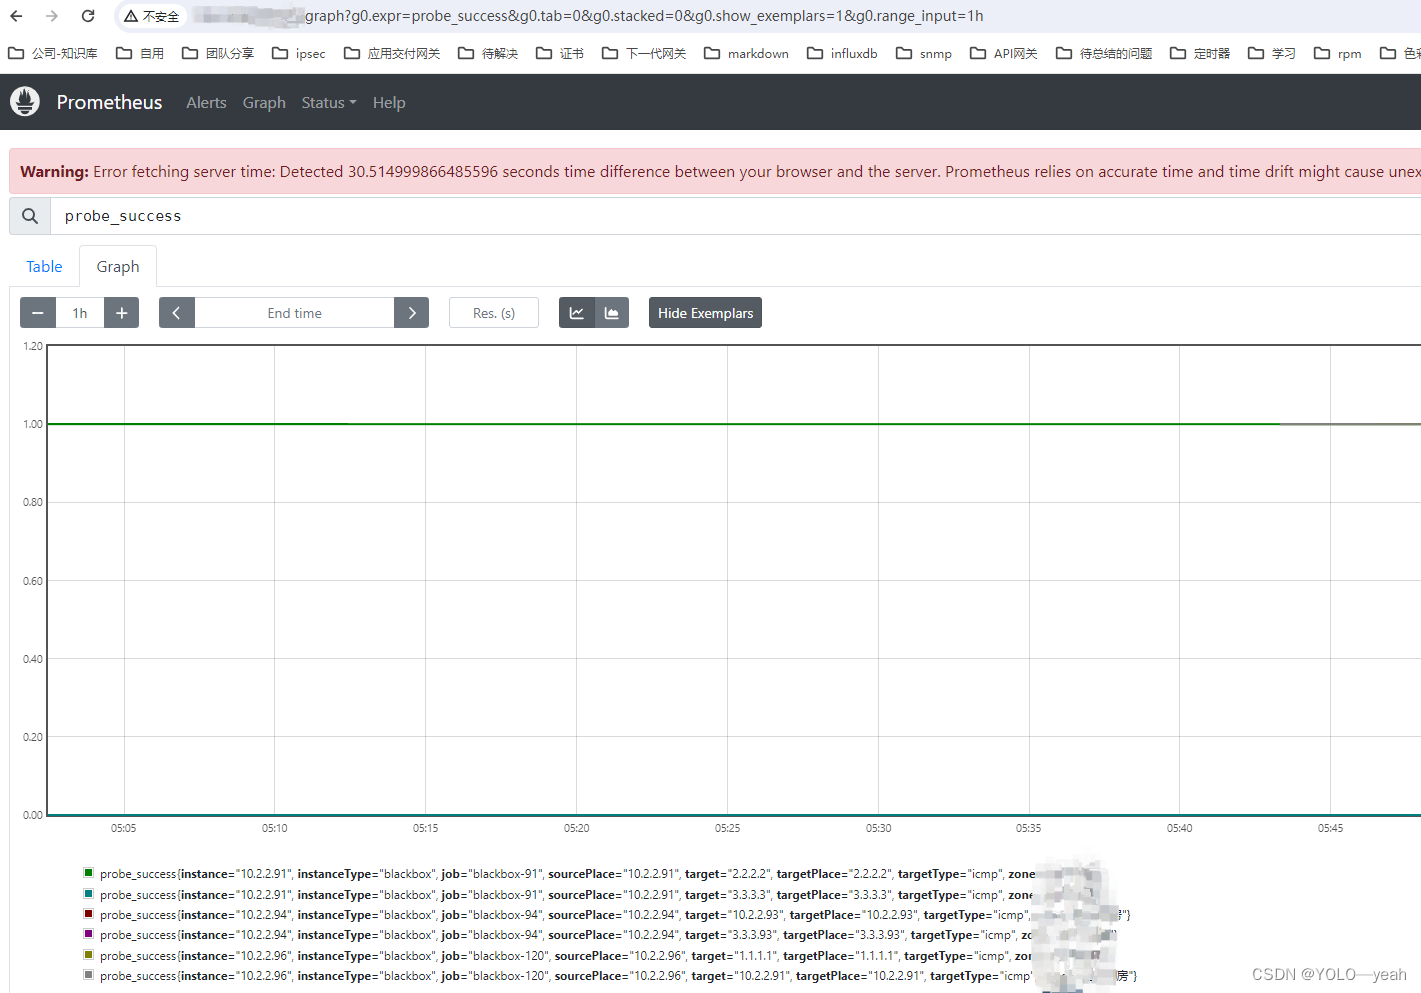 不安全 graph?g0.expr=probe_success&g0.tab=0&g0.stacked=0&g0.show_exemplars=1&g0.range_input=1h
公司-知识库 自用 团队分享 ipsec 应用交付网关 待解决 证书 下一代网关 markdown influxdb snmp API网关 待总结的问题 定时器 学习 rpm 色彩
Prometheus Alerts Graph Status Help
Warning: Error fetching server time: Detected 30.514999866485596 seconds time difference between your browser and the server. Prometheus relies on accurate time and time drift might cause unex
probe_success
Table Graph
1h End time Res. (s) Hide Exemplars
1.20
1.00
0.80
0.60
0.40
0.20
0.00
05:05 05:10 05:15 05:20 05:25 05:30 05:35 05:40 05:45
probe_success{instance="10.2.2.91", instanceType="blackbox", job="blackbox-91", sourcePlace="10.2.2.91", target="2.2.2.2", targetPlace="2.2.2.2", targetType="icmp", zone
probe_success{instance="10.2.2.91", instanceType="blackbox", job="blackbox-91", sourcePlace="10.2.2.91", target="3.3.3.3", targetPlace="3.3.3.3", targetType="icmp", zone
probe_success{instance="10.2.2.94", instanceType="blackbox", job="blackbox-94", sourcePlace="10.2.2.94", target="10.2.2.93", targetPlace="10.2.2.93", targetType="icmp", "}
probe_success{instance="10.2.2.94", instanceType="blackbox", job="blackbox-94", sourcePlace="10.2.2.94", target="3.3.3.93", targetPlace="3.3.3.93", targetType="icmp", zo
probe_success{instance="10.2.2.96", instanceType="blackbox", job="blackbox-120", sourcePlace="10.2.2.96", target="1.1.1.1", targetPlace="1.1.1.1", targetType="icmp", zon
probe_success{instance="10.2.2.96", instanceType="blackbox", job="blackbox-120", sourcePlace="10.2.2.96", target="10.2.2.91", targetPlace="10.2.2.91", targetType="icmp" 房"}
CSDN @YOLO—yeah